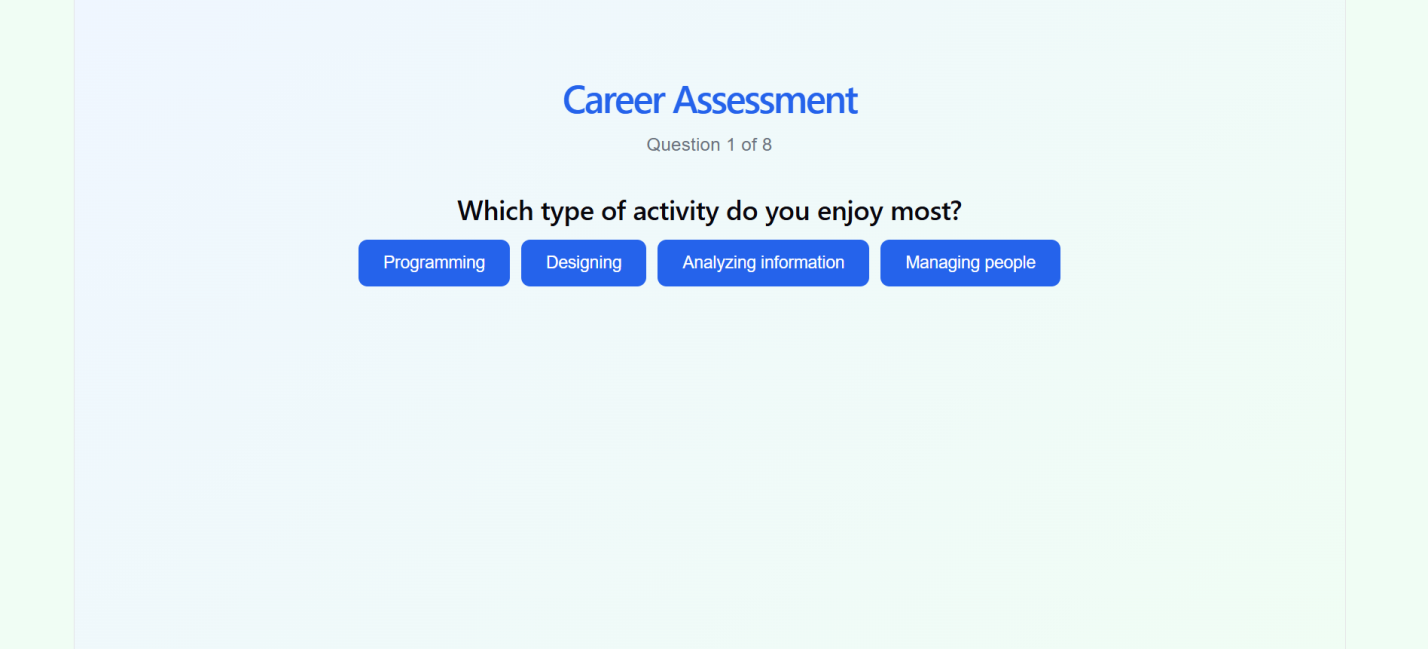 Career Assessment
Question 1 of 8
Which type of activity do you enjoy most?
Programming Designing Analyzing information Managing people